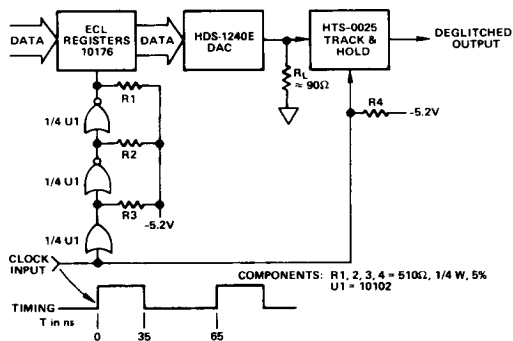 DATA
ECL
REGISTERS
10176
DATA
HDS-1240E
DAC
HTS-0025
TRACK &
HOLD
DEGLITCHED
OUTPUT
RL
≈ 90Ω
R1
R4
-5.2V
1/4 U1
R2
1/4 U1
R3
-5.2V
1/4 U1
CLOCK
INPUT
COMPONENTS: R1, 2, 3, 4 = 510Ω, 1/4 W, 5%
U1 = 10102
TIMING
T in ns
0
35
65